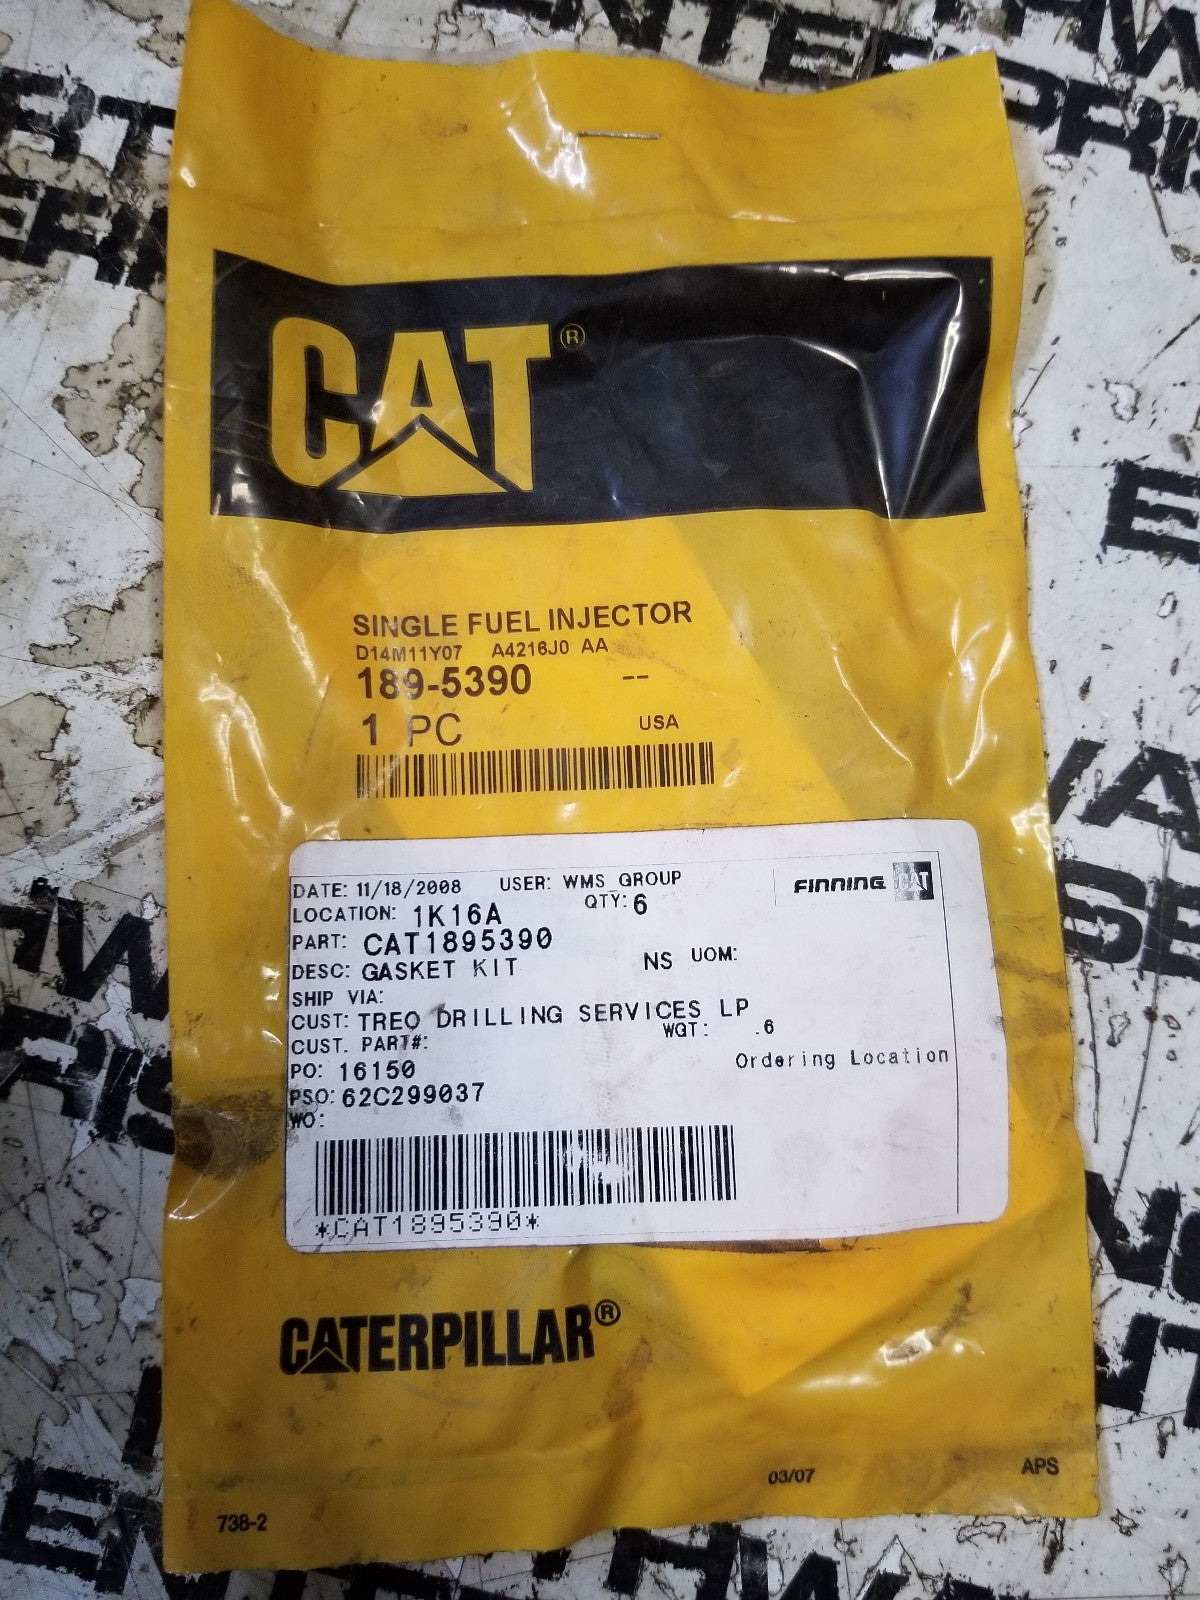 CAT®
SINGLE FUEL INJECTOR
D14M11Y07 A4216J0 AA
189-5390 --
1 PC USA
DATE: 11/18/2008 USER: WMS_GROUP FINNING CAT
LOCATION: 1K16A QTY: 6
PART: CAT1895390
DESC: GASKET KIT NS UOM:
SHIP VIA:
CUST: TREO DRILLING SERVICES LP
CUST. PART#: WGT: .6
PO: 16150 Ordering Location
PSO: 62C299037
WO:
*CAT1895390*
CATERPILLAR®
03/07 APS
738-2